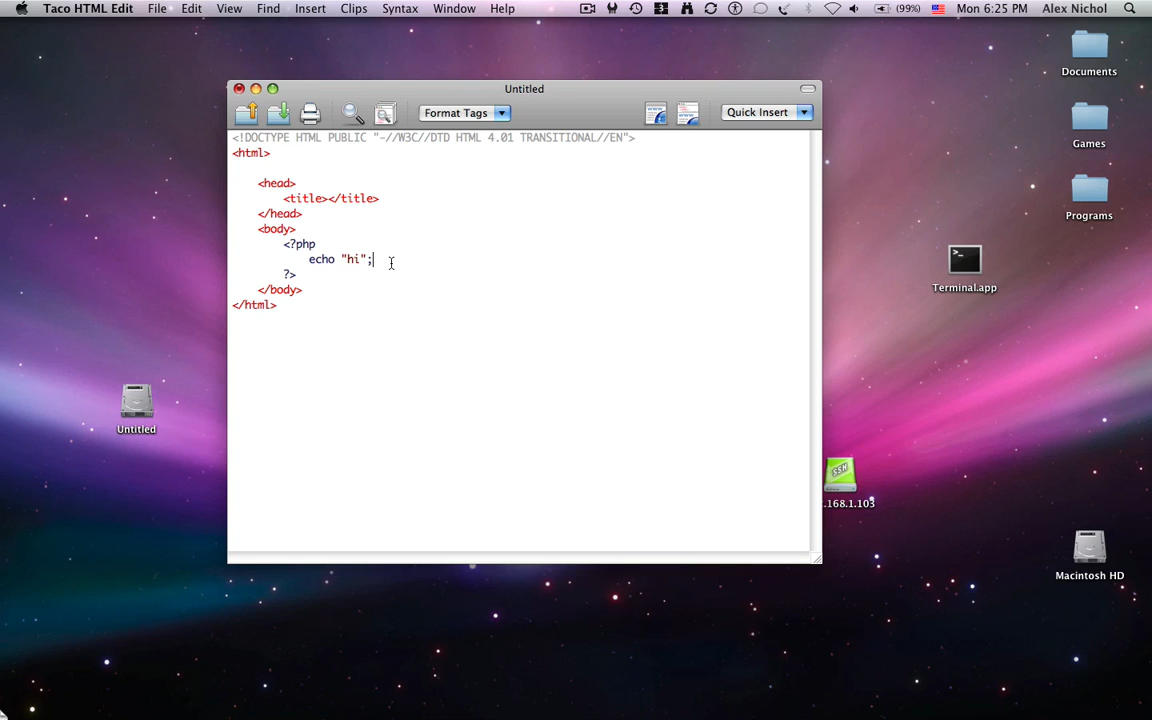 Taco HTML Edit File Edit View Find Insert Clips Syntax Window Help (99%) Mon 6:25 PM Alex Nichol
Documents
Games
Programs
Terminal.app
Untitled
Format Tags
Quick Insert
<!DOCTYPE HTML PUBLIC "-//W3C//DTD HTML 4.01 TRANSITIONAL//EN">
<html>
<head>
<title></title>
</head>
<body>
<?php
echo "hi";
?>
</body>
</html>
Untitled
SSH
.168.1.103
Macintosh HD